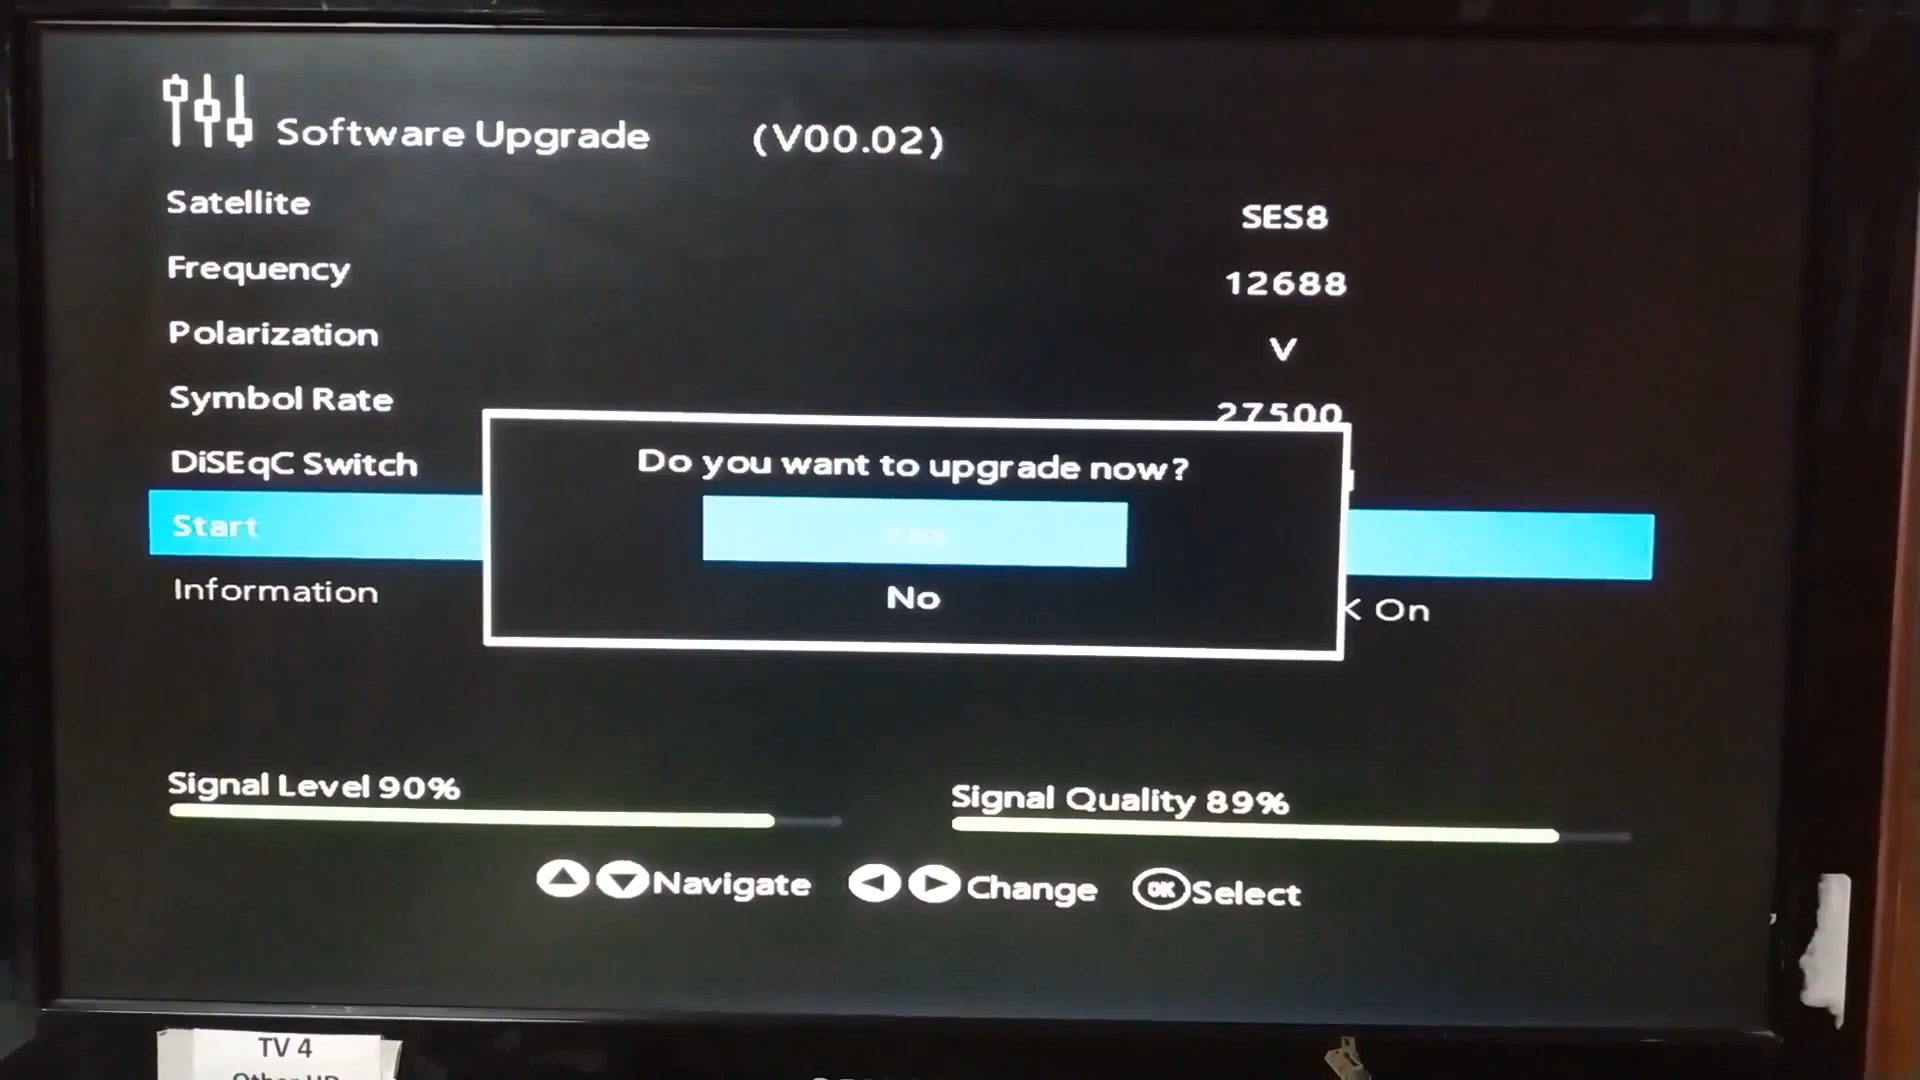 Software Upgrade (V00.02)
Satellite SES8
Frequency 12688
Polarization V
Symbol Rate 27500
DiSEqC Switch
Do you want to upgrade now?
Start
Yes
No
Information K On
Signal Level 90%
Signal Quality 89%
Navigate Change OK Select
TV 4